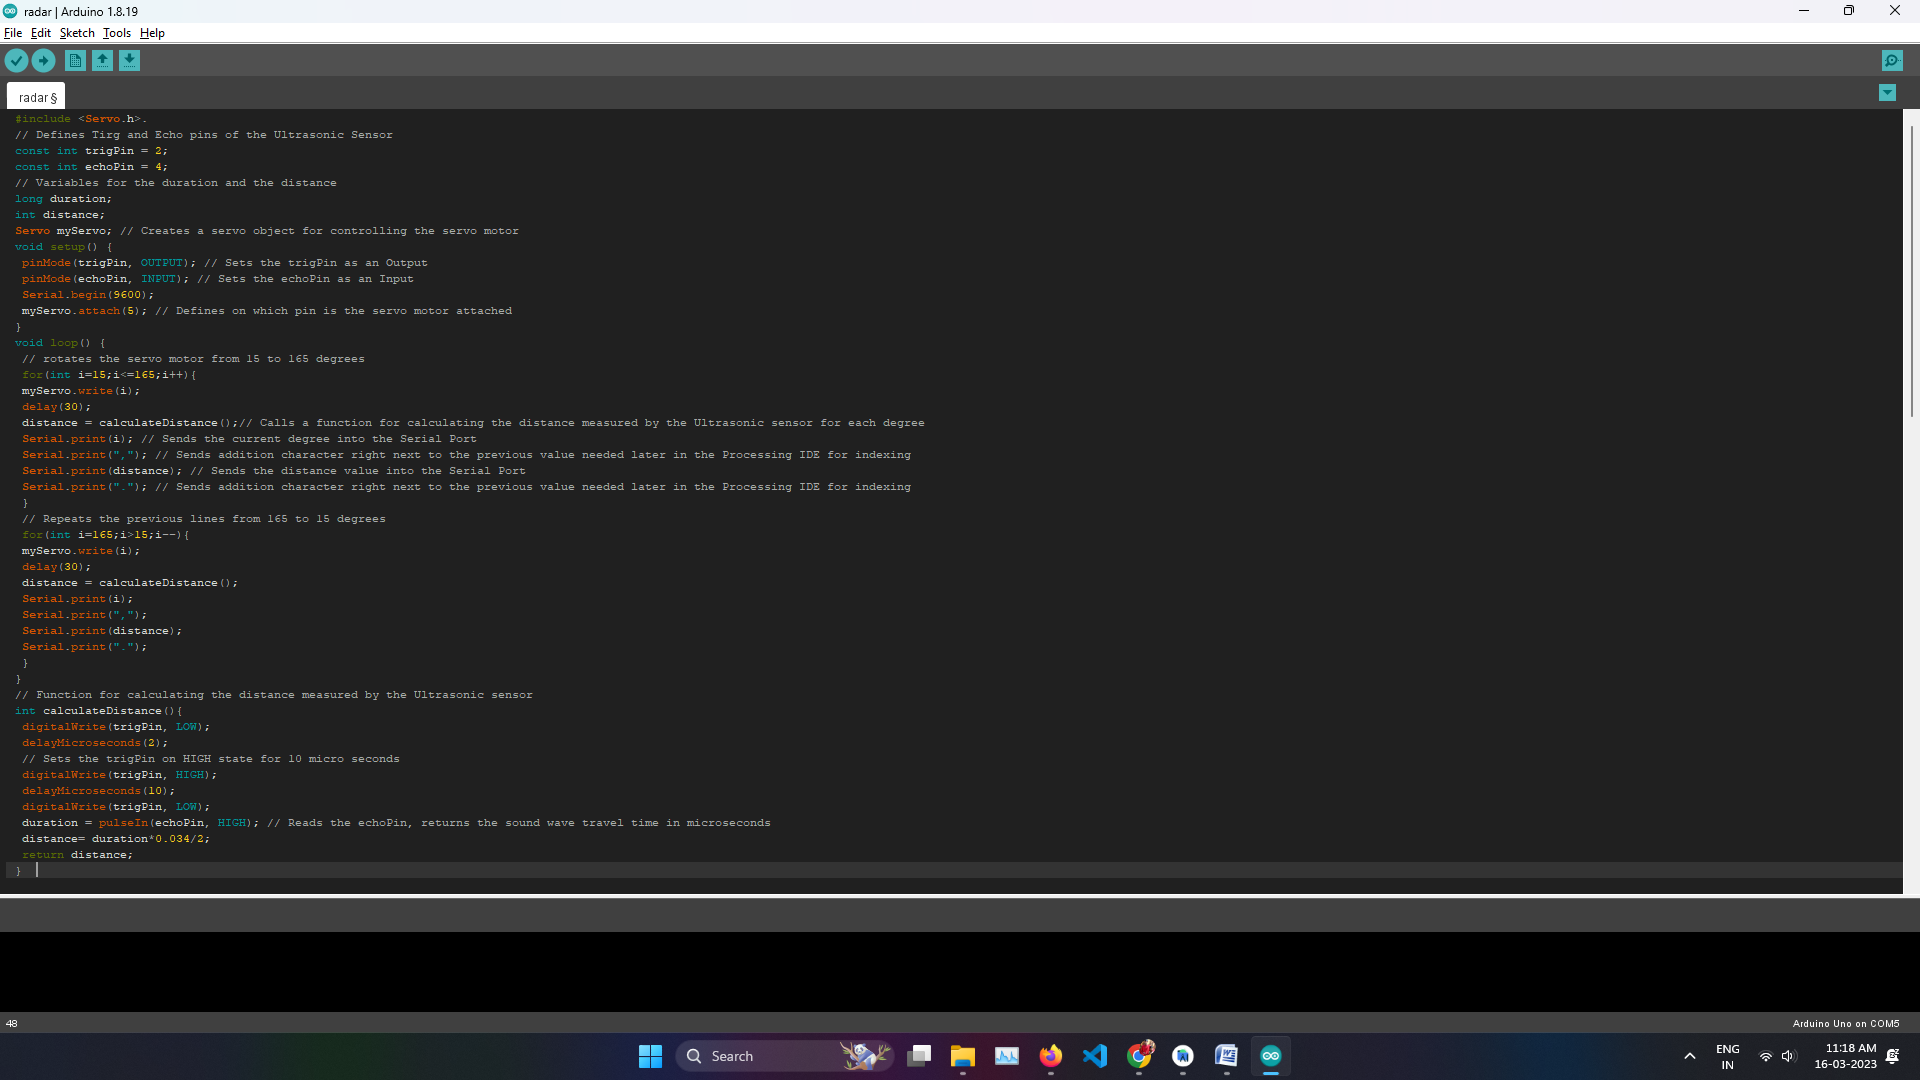 radar | Arduino 1.8.19
File Edit Sketch Tools Help
radar §
#include <Servo.h>.
// Defines Tirg and Echo pins of the Ultrasonic Sensor
const int trigPin = 2;
const int echoPin = 4;
// Variables for the duration and the distance
long duration;
int distance;
Servo myServo; // Creates a servo object for controlling the servo motor
void setup() {
pinMode(trigPin, OUTPUT); // Sets the trigPin as an Output
pinMode(echoPin, INPUT); // Sets the echoPin as an Input
Serial.begin(9600);
myServo.attach(5); // Defines on which pin is the servo motor attached
}
void loop() {
// rotates the servo motor from 15 to 165 degrees
for(int i=15;i<=165;i++){
myServo.write(i);
delay(30);
distance = calculateDistance();// Calls a function for calculating the distance measured by the Ultrasonic sensor for each degree
Serial.print(i); // Sends the current degree into the Serial Port
Serial.print(","); // Sends addition character right next to the previous value needed later in the Processing IDE for indexing
Serial.print(distance); // Sends the distance value into the Serial Port
Serial.print("."); // Sends addition character right next to the previous value needed later in the Processing IDE for indexing
}
// Repeats the previous lines from 165 to 15 degrees
for(int i=165;i>15;i--){
myServo.write(i);
delay(30);
distance = calculateDistance();
Serial.print(i);
Serial.print(",");
Serial.print(distance);
Serial.print(".");
}
}
// Function for calculating the distance measured by the Ultrasonic sensor
int calculateDistance(){
digitalWrite(trigPin, LOW);
delayMicroseconds(2);
// Sets the trigPin on HIGH state for 10 micro seconds
digitalWrite(trigPin, HIGH);
delayMicroseconds(10);
digitalWrite(trigPin, LOW);
duration = pulseIn(echoPin, HIGH); // Reads the echoPin, returns the sound wave travel time in microseconds
distance= duration*0.034/2;
return distance;
}
48
Arduino Uno on COM5
Search
ENG
IN
11:18 AM
16-03-2023